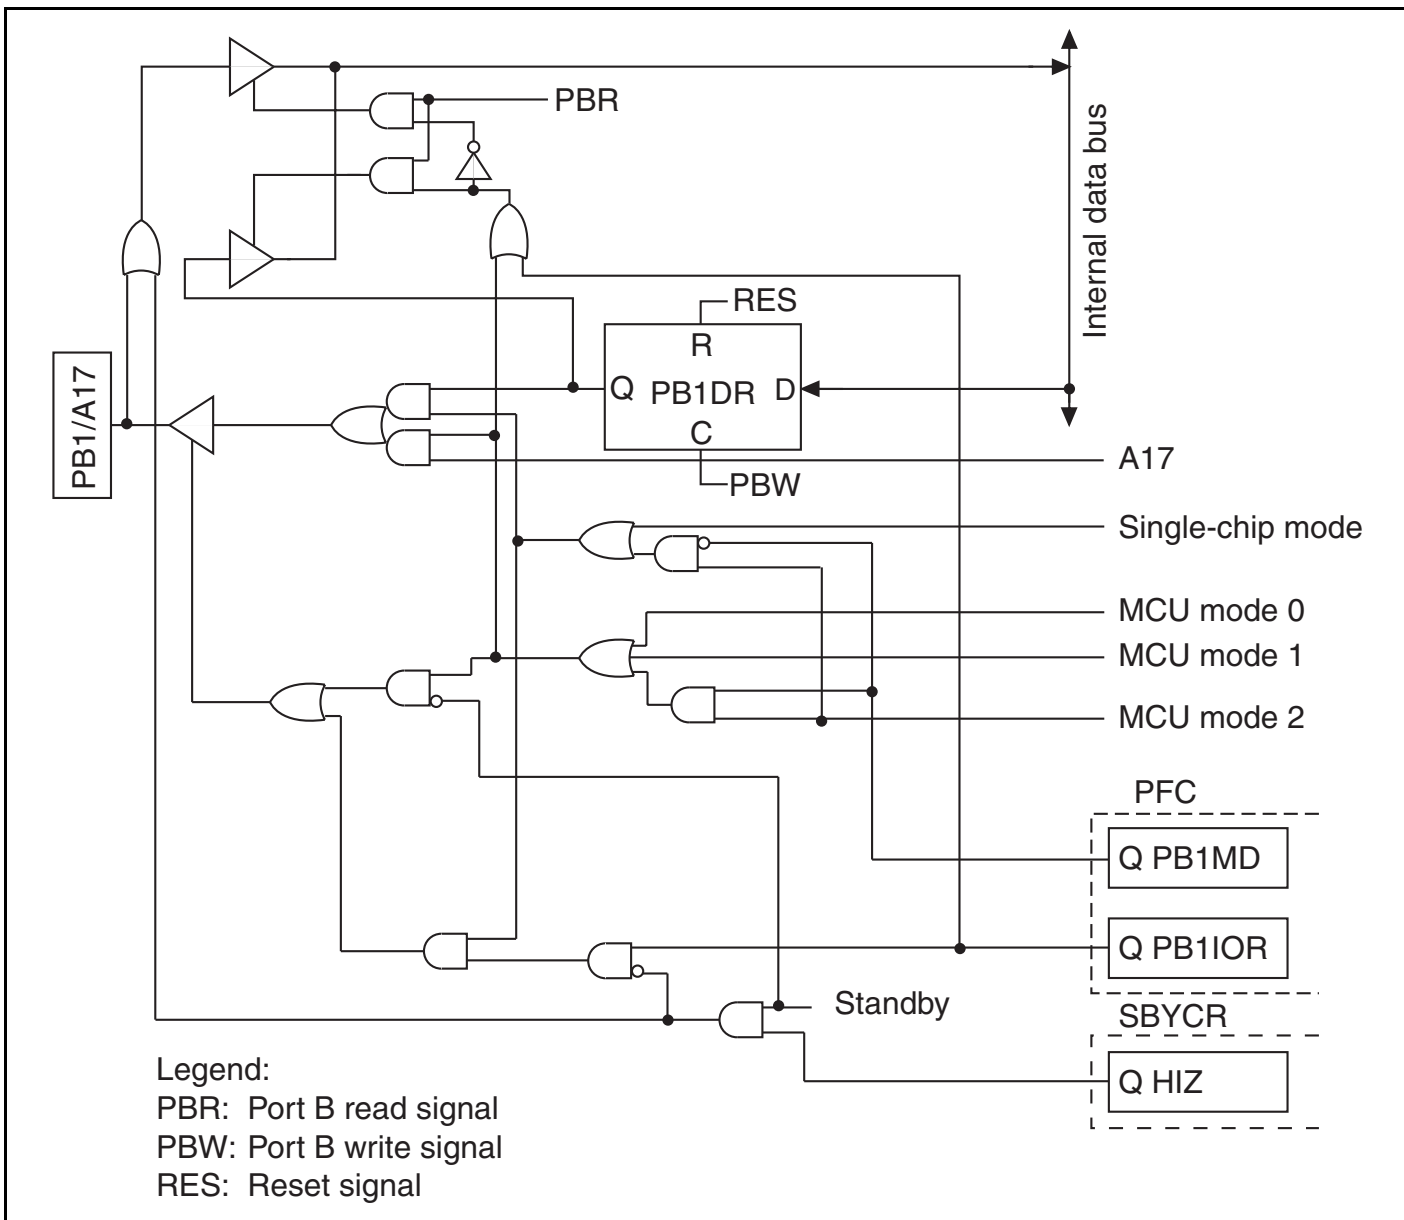 PBR
Internal data bus
RES
R
Q PB1DR D
C
PB1/A17
PBW
A17
Single-chip mode
MCU mode 0
MCU mode 1
MCU mode 2
PFC
Q PB1MD
Q PB1IOR
Standby
SBYCR
Q HIZ
Legend:
PBR: Port B read signal
PBW: Port B write signal
RES: Reset signal